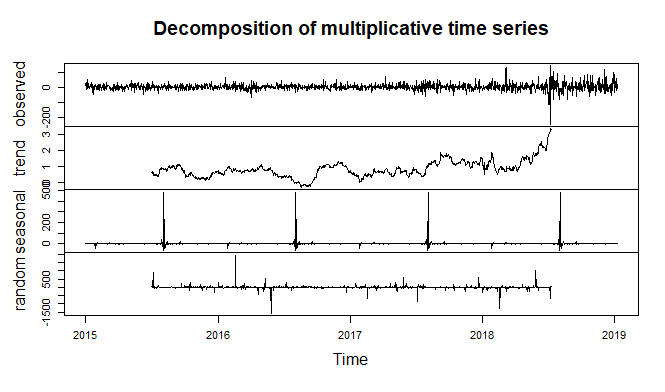 Decomposition of multiplicative time series
observed
0
-200
trend
3
2
1
0
seasonal
500
200
0
random
500
-1500
2015
2016
2017
2018
2019
Time